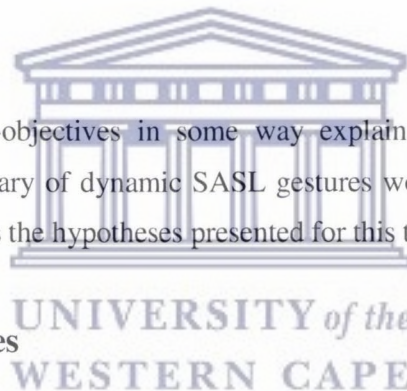 -objectives in some way explain
ary of dynamic SASL gestures we
s the hypotheses presented for this t
UNIVERSITY of the
es
WESTERN CAPE